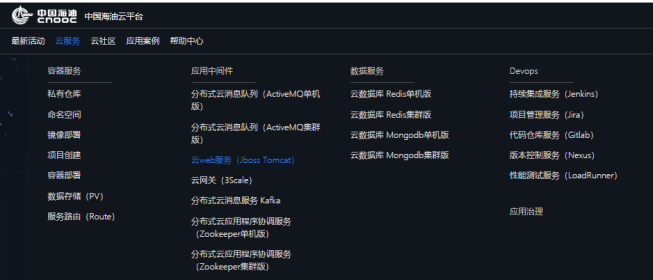 中国海油
CNOOC
中国海油云平台
最新活动 云服务 云社区 应用案例 帮助中心
容器服务
私有仓库
命名空间
镜像部署
项目创建
容器部署
数据存储（PV）
服务路由（Route）
应用中间件
分布式云消息队列（ActiveMQ单机
版）
分布式云消息队列（ActiveMQ集群
版）
云web服务（Jboss Tomcat）
云网关（3Scale）
分布式云消息服务 Kafka
分布式云应用程序协调服务
（Zookeeper单机版）
分布式云应用程序协调服务
（Zookeeper集群版）
数据服务
云数据库 Redis单机版
云数据库 Redis集群版
云数据库 Mongodb单机版
云数据库 Mongodb集群版
Devops
持续集成服务（Jenkins）
项目管理服务（Jira）
代码仓库服务（Gitlab）
版本控制服务（Nexus）
性能测试服务（LoadRunner）
应用治理